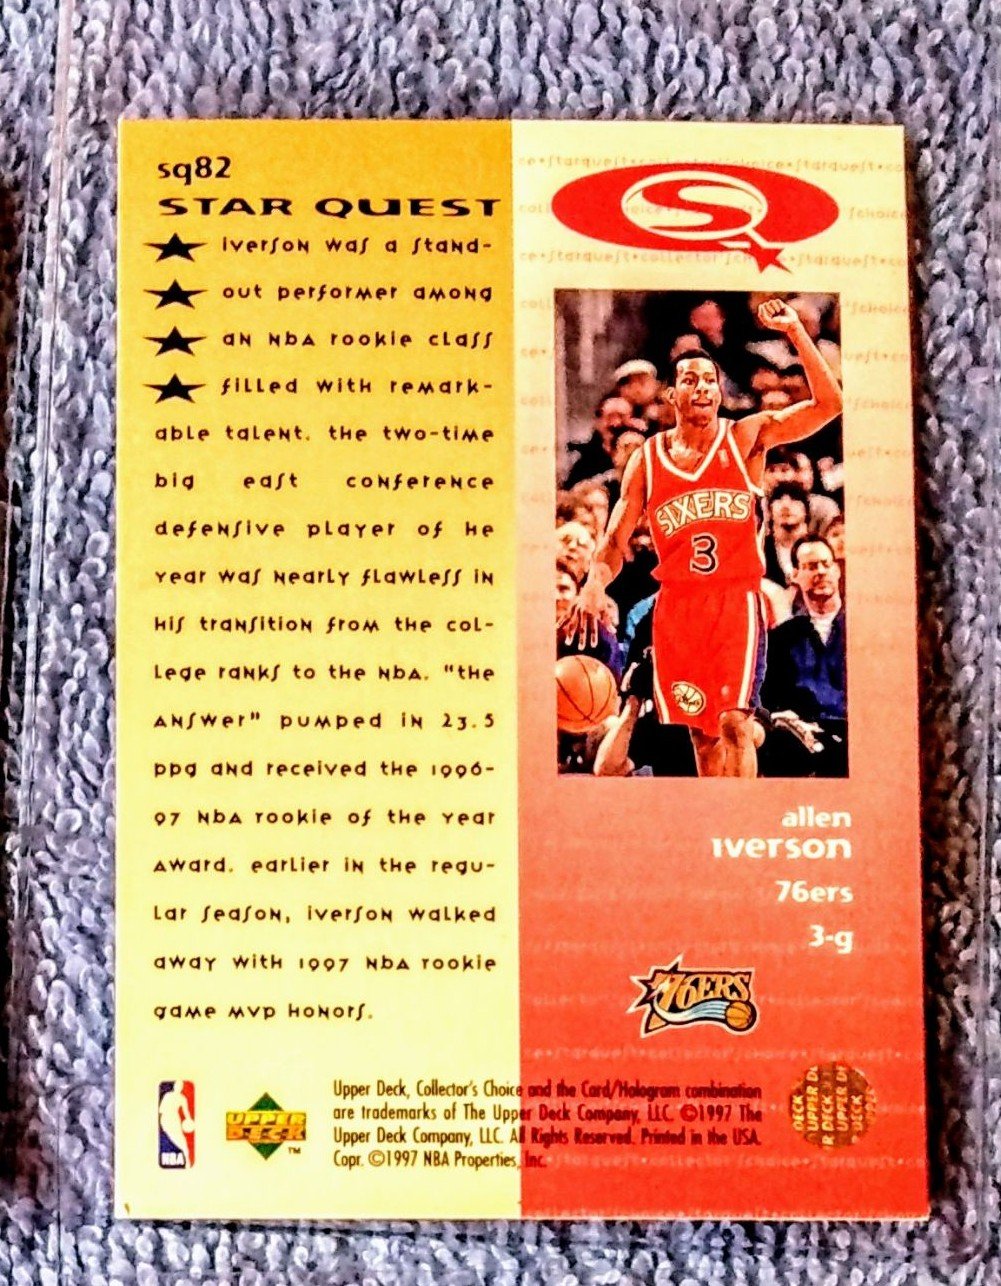 sq82
STAR QUEST
iverson was a stand-
out performer among
an NBA rookie class
filled with remark-
able talent. the two-time
big east conference
defensive player of he
year was nearly flawless in
his transition from the col-
lege ranks to the NBA. "the
answer" pumped in 23.5
ppg and received the 1996-
97 NBA rookie of the year
award. earlier in the regu-
lar season, iverson walked
away with 1997 NBA rookie
game mvp honors.
SQ
SIXERS
3
allen
iverson
76ers
3-g
76ERS
NBA
UPPER
DECK
TM
Upper Deck, Collector's Choice and the Card/Hologram combination
are trademarks of The Upper Deck Company, LLC. ©1997 The
Upper Deck Company, LLC. All Rights Reserved. Printed in the USA.
Copr. ©1997 NBA Properties, Inc.
UPPER DECK